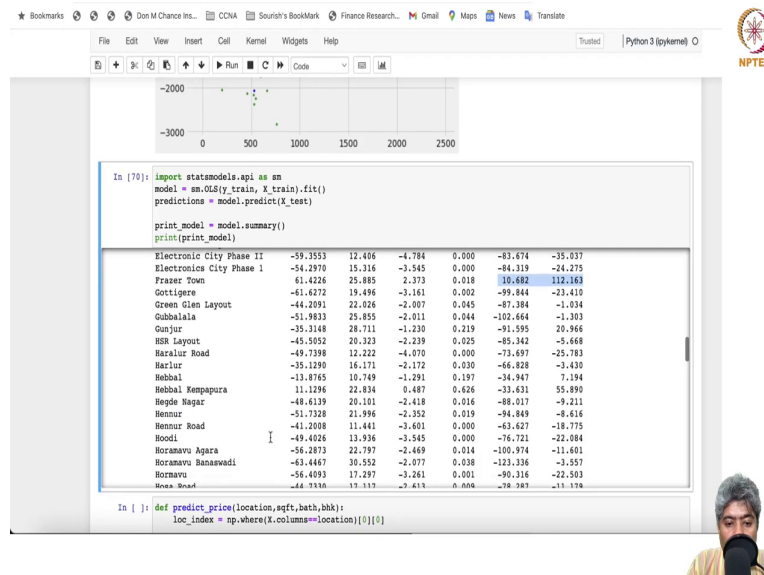 Bookmarks Don M Chance Ins... CCNA Sourish's BookMark Finance Research... Gmail Maps News Translate
File Edit View Insert Cell Kernel Widgets Help Trusted Python 3 (ipykernel)
Run Code
NPTE
-2000
-3000
0 500 1000 1500 2000 2500
In [70]: import statsmodels.api as sm
model = sm.OLS(y_train, X_train).fit()
predictions = model.predict(X_test)
print_model = model.summary()
print(print_model)
Electronic City Phase II -59.3553 12.406 -4.784 0.000 -83.674 -35.037
Electronics City Phase 1 -54.2970 15.316 -3.545 0.000 -84.319 -24.275
Frazer Town 61.4226 25.885 2.373 0.018 10.682 112.163
Gottigere -61.6272 19.496 -3.161 0.002 -99.844 -23.410
Green Glen Layout -44.2091 22.026 -2.007 0.045 -87.384 -1.034
Gubbalala -51.9833 25.855 -2.011 0.044 -102.664 -1.303
Gunjur -35.3148 28.711 -1.230 0.219 -91.595 20.966
HSR Layout -45.5052 20.323 -2.239 0.025 -85.342 -5.668
Haralur Road -49.7398 12.222 -4.070 0.000 -73.697 -25.783
Harlur -35.1290 16.171 -2.172 0.030 -66.828 -3.430
Hebbal -13.8765 10.749 -1.291 0.197 -34.947 7.194
Hebbal Kempapura 11.1296 22.834 0.487 0.626 -33.631 55.890
Hegde Nagar -48.6139 20.101 -2.418 0.016 -88.017 -9.211
Hennur -51.7328 21.996 -2.352 0.019 -94.849 -8.616
Hennur Road -41.2008 11.441 -3.601 0.000 -63.627 -18.775
Hoodi -49.4026 13.936 -3.545 0.000 -76.721 -22.084
Horamavu Agara -56.2873 22.797 -2.469 0.014 -100.974 -11.601
Horamavu Banaswadi -63.4467 30.552 -2.077 0.038 -123.336 -3.557
Hormavu -56.4093 17.277 -3.261 0.001 -90.316 -22.503
Hosa Road -44.7330 17.117 -2.613 0.009 -78.287 -11.179
In [ ]: def predict_price(location,sqft,bath,bhk):
loc_index = np.where(X.columns==location)[0][0]